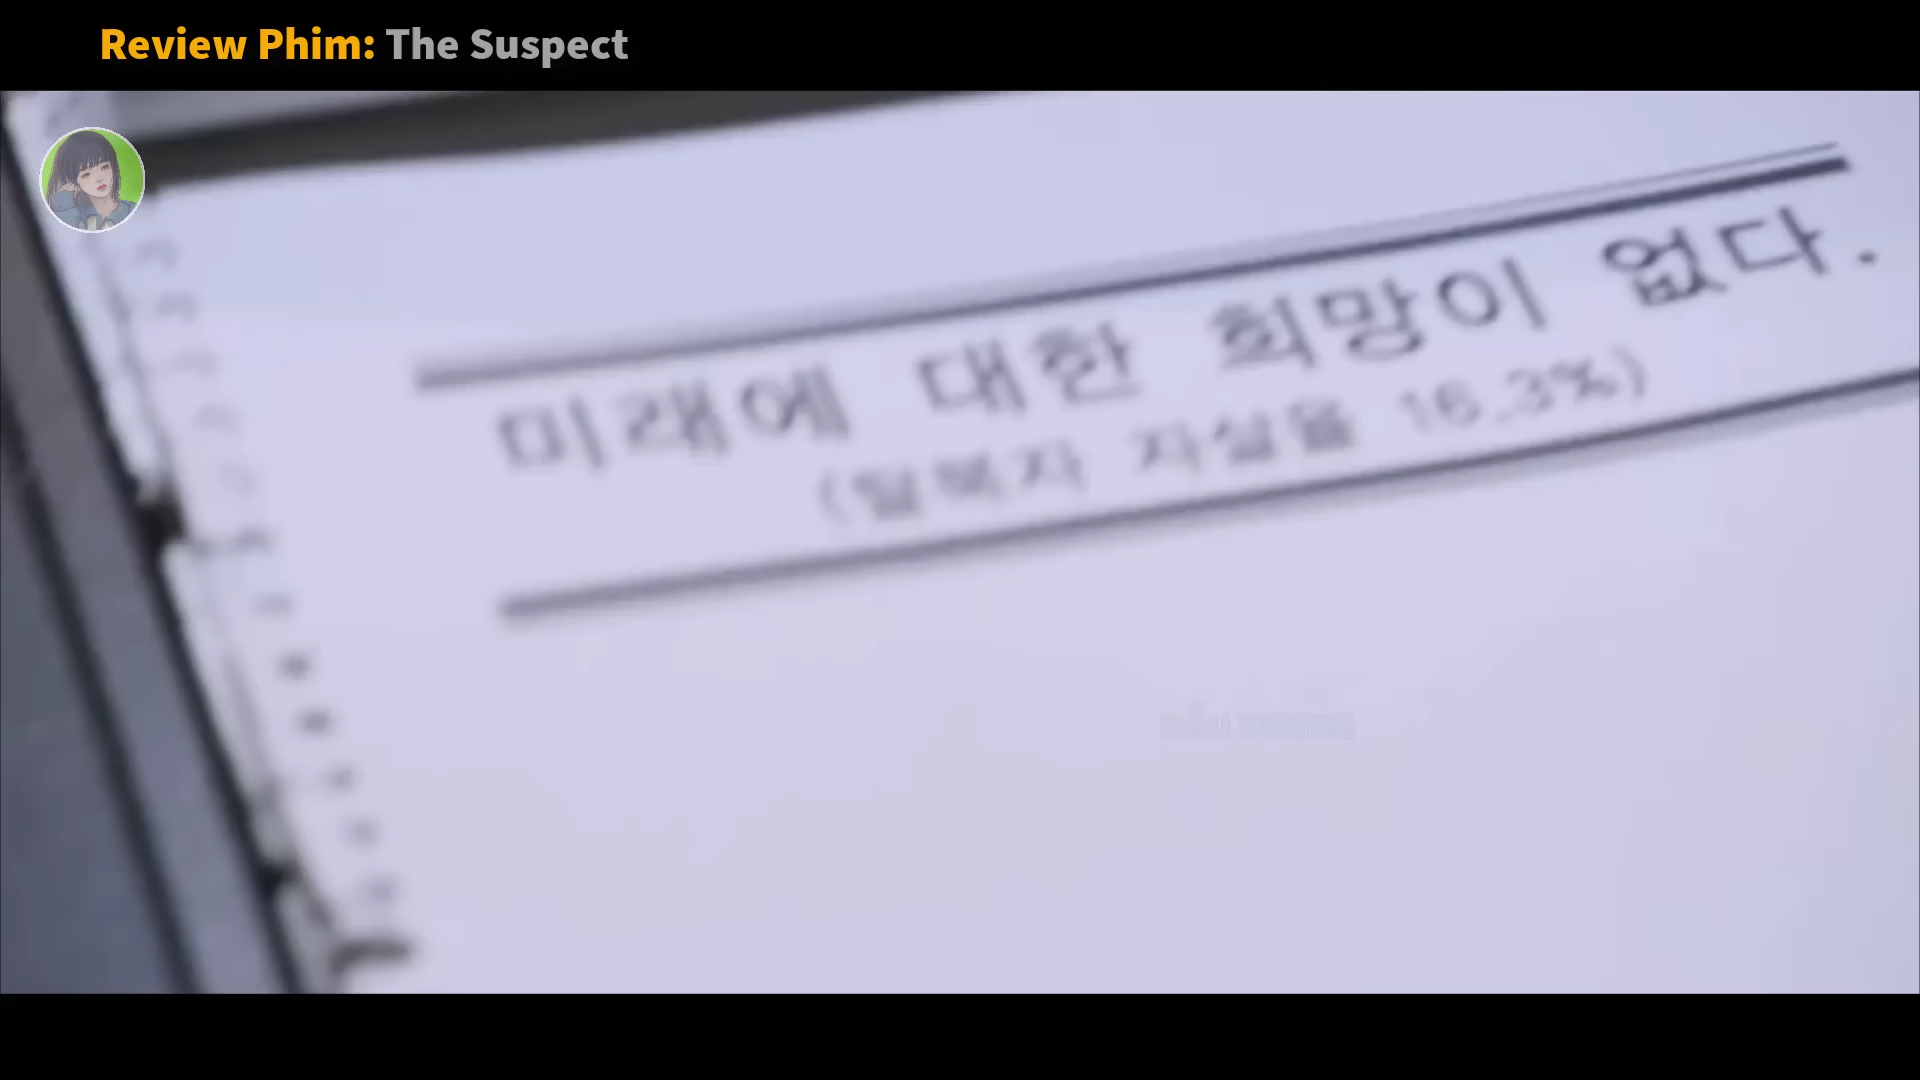 Review Phim: The Suspect
미래에 대한 희망이 없다.
(탈북자 자살율 16.3%)